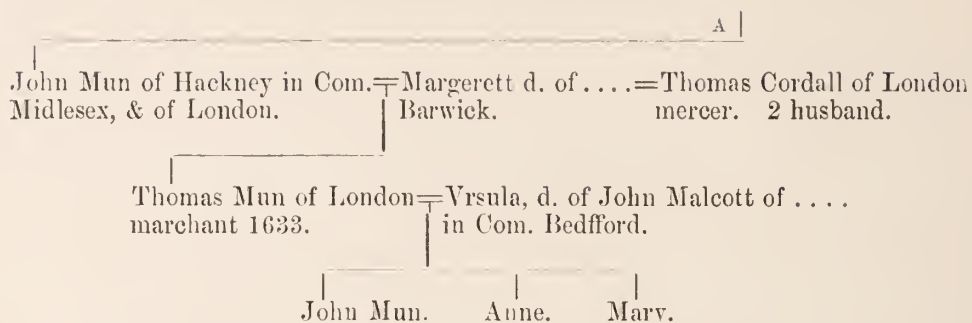 A
John Mun of Hackney in Com. Midlesex, & of London.
Margerett d. of .... Barwick.
Thomas Cordall of London mercer. 2 husband.
Thomas Mun of London marchant 1633.
Vrsula, d. of John Malcott of .... in Com. Bedfford.
John Mun. Anne. Mary.